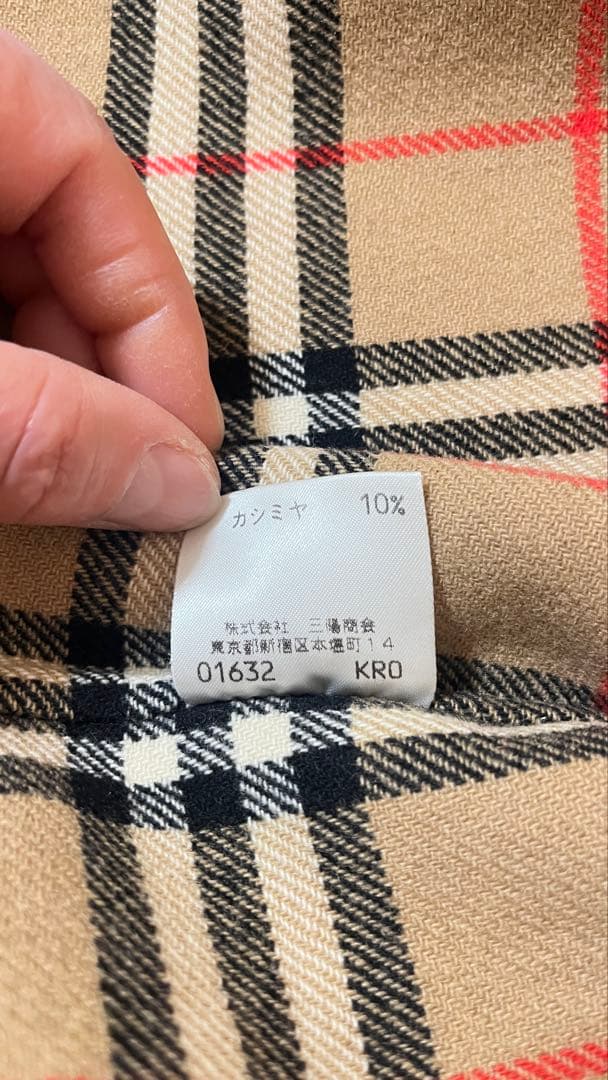 カシミヤ 10%
株式会社 三陽商会
東京都新宿区本塩町14
01632 KR0